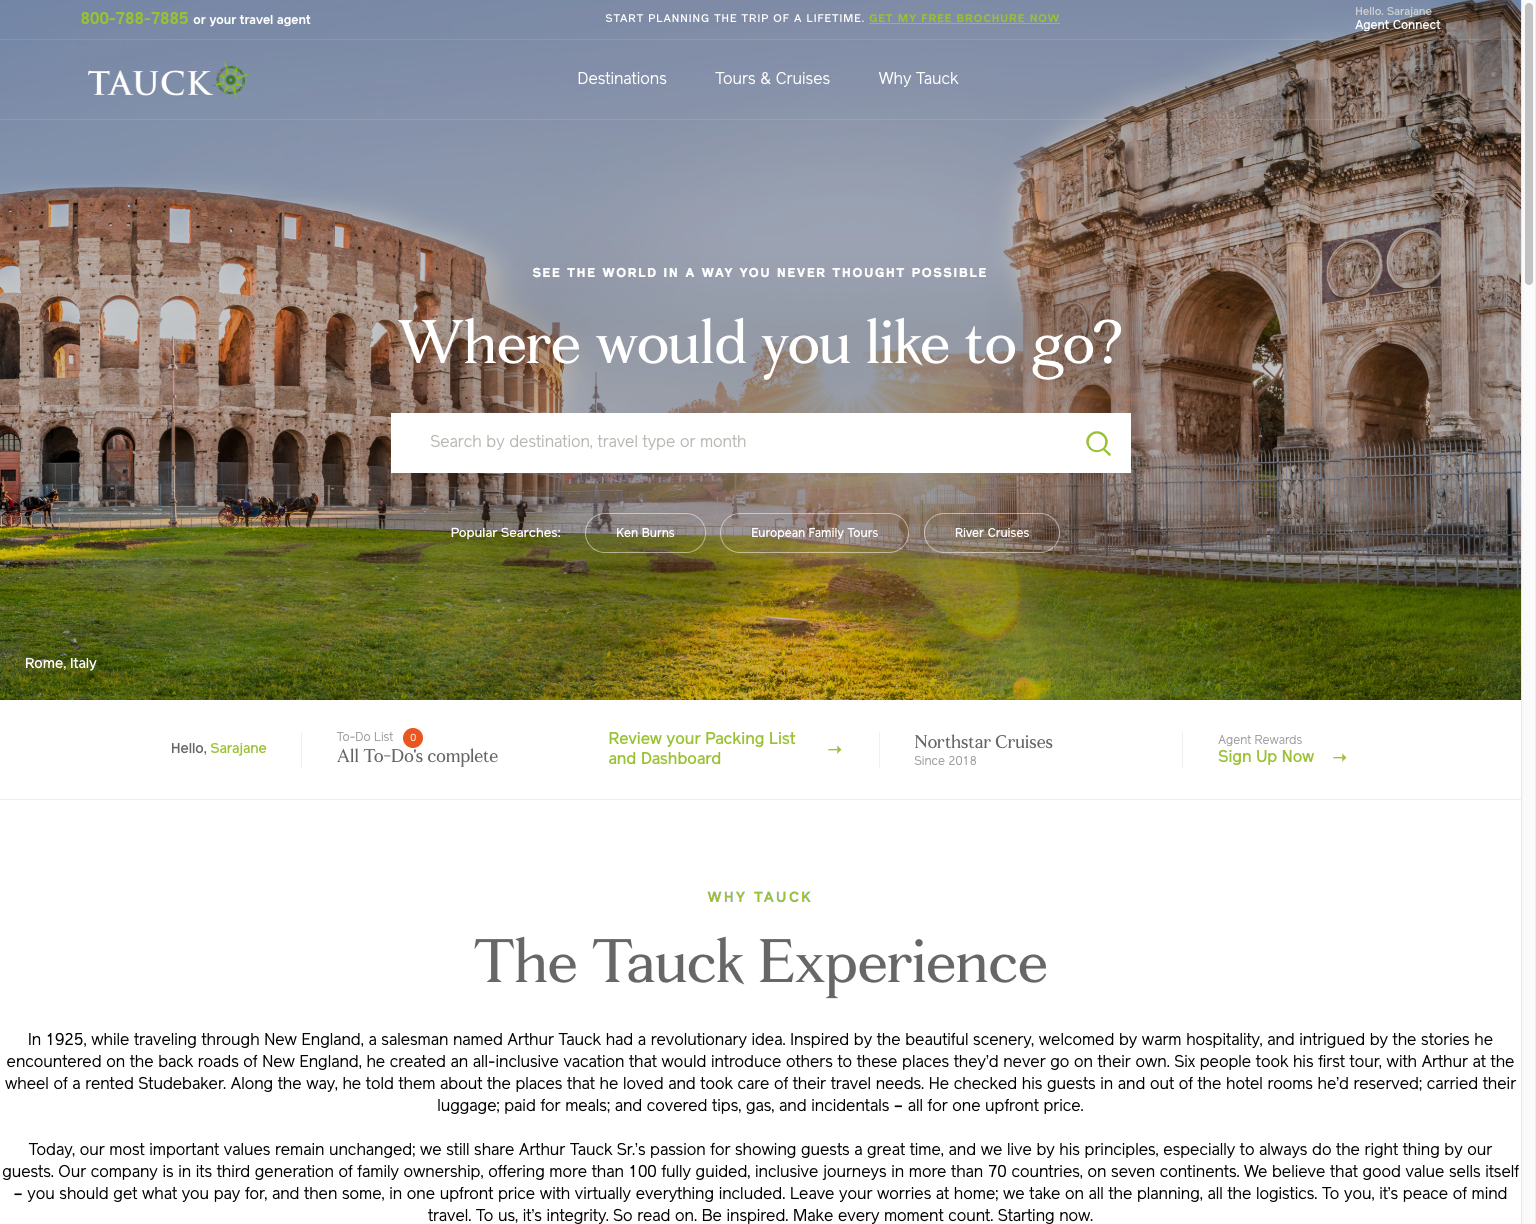 800-788-7885 or your travel agent
START PLANNING THE TRIP OF A LIFETIME. GET MY FREE BROCHURE NOW
Hello, Sarajane
Agent Connect
TAUCK
Destinations
Tours & Cruises
Why Tauck
SEE THE WORLD IN A WAY YOU NEVER THOUGHT POSSIBLE
Where would you like to go?
Search by destination, travel type or month
Popular Searches:
Ken Burns
European Family Tours
River Cruises
Rome, Italy
Hello, Sarajane
To-Do List 0
All To-Do's complete
Review your Packing List
and Dashboard →
Northstar Cruises
Since 2018
Agent Rewards
Sign Up Now →
WHY TAUCK
The Tauck Experience
In 1925, while traveling through New England, a salesman named Arthur Tauck had a revolutionary idea. Inspired by the beautiful scenery, welcomed by warm hospitality, and intrigued by the stories he
encountered on the back roads of New England, he created an all-inclusive vacation that would introduce others to these places they’d never go on their own. Six people took his first tour, with Arthur at the
wheel of a rented Studebaker. Along the way, he told them about the places that he loved and took care of their travel needs. He checked his guests in and out of the hotel rooms he’d reserved; carried their
luggage; paid for meals; and covered tips, gas, and incidentals – all for one upfront price.
Today, our most important values remain unchanged; we still share Arthur Tauck Sr.’s passion for showing guests a great time, and we live by his principles, especially to always do the right thing by our
guests. Our company is in its third generation of family ownership, offering more than 100 fully guided, inclusive journeys in more than 70 countries, on seven continents. We believe that good value sells itself
– you should get what you pay for, and then some, in one upfront price with virtually everything included. Leave your worries at home; we take on all the planning, all the logistics. To you, it’s peace of mind
travel. To us, it’s integrity. So read on. Be inspired. Make every moment count. Starting now.